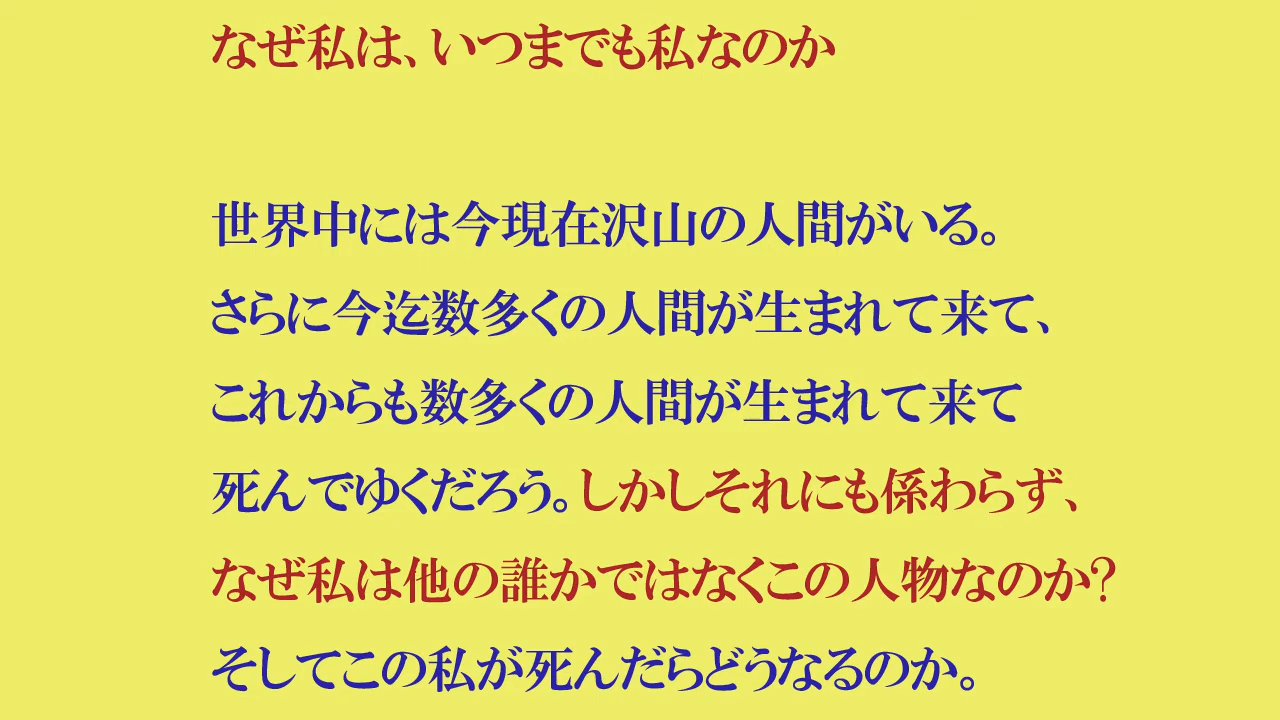 なぜ私は、いつまでも私なのか
世界中には今現在沢山の人間がいる。
さらに今迄数多くの人間が生まれて来て、
これからも数多くの人間が生まれて来て
死んでゆくだろう。しかしそれにも係わらず、
なぜ私は他の誰かではなくこの人物なのか?
そしてこの私が死んだらどうなるのか。